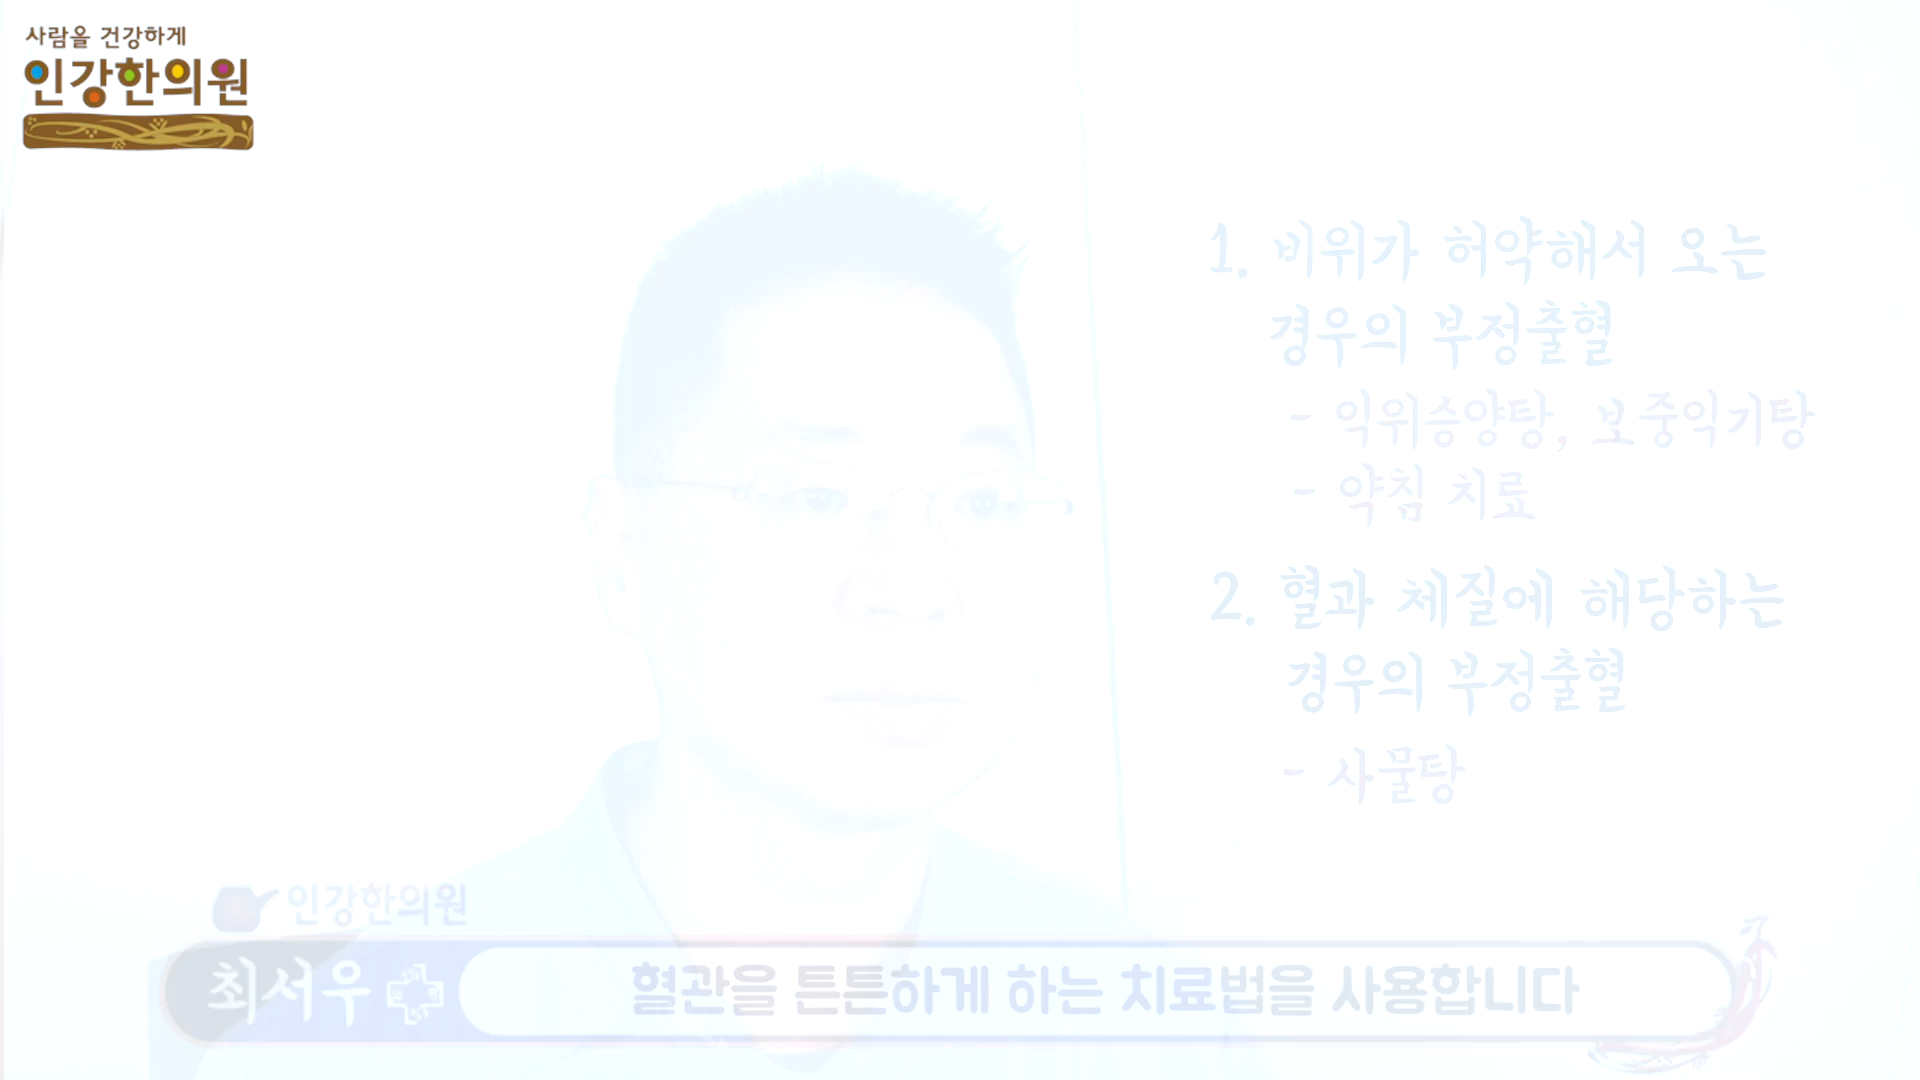 사람을 건강하게
인강한의원
1. 비위가 허약해서 오는
경우의 부정출혈
- 익위승양탕, 보중익기탕
- 약침 치료
2. 혈과 체질에 해당하는
경우의 부정출혈
- 사물탕
인강한의원
최서우
혈관을 튼튼하게 하는 치료법을 사용합니다